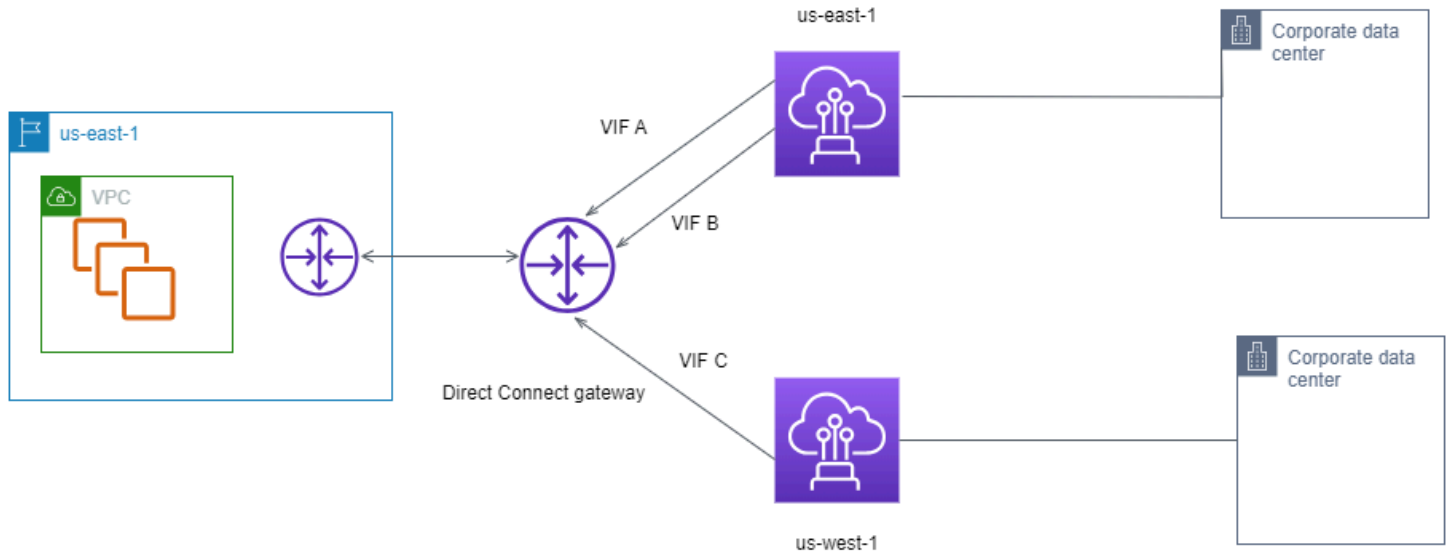 us-east-1
Corporate data
center
us-east-1
VIF A
VPC
VIF B
VIF C
Direct Connect gateway
Corporate data
center
us-west-1